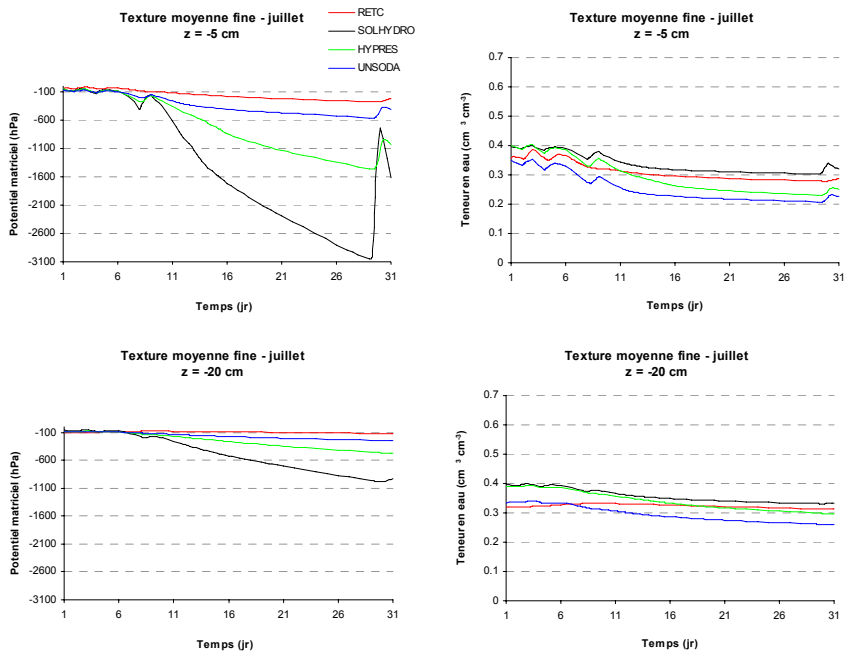 Texture moyenne fine - juillet
z = -5 cm
RETC
SOLHYDRO
HYPRES
UNSODA
Potentiel matriciel (hPa)
-100
-600
-1100
-1600
-2100
-2600
-3100
1 6 11 16 21 26 31
Temps (jr)
Texture moyenne fine - juillet
z = -5 cm
Teneur en eau (cm ³ cm-³)
0.7
0.6
0.5
0.4
0.3
0.2
0.1
0
1 6 11 16 21 26 31
Temps (jr)
Texture moyenne fine - juillet
z = -20 cm
Potentiel matriciel (hPa)
-100
-600
-1100
-1600
-2100
-2600
-3100
1 6 11 16 21 26 31
Temps (jr)
Texture moyenne fine - juillet
z = -20 cm
Teneur en eau (cm ³ cm-³)
0.7
0.6
0.5
0.4
0.3
0.2
0.1
0
1 6 11 16 21 26 31
Temps (jr)